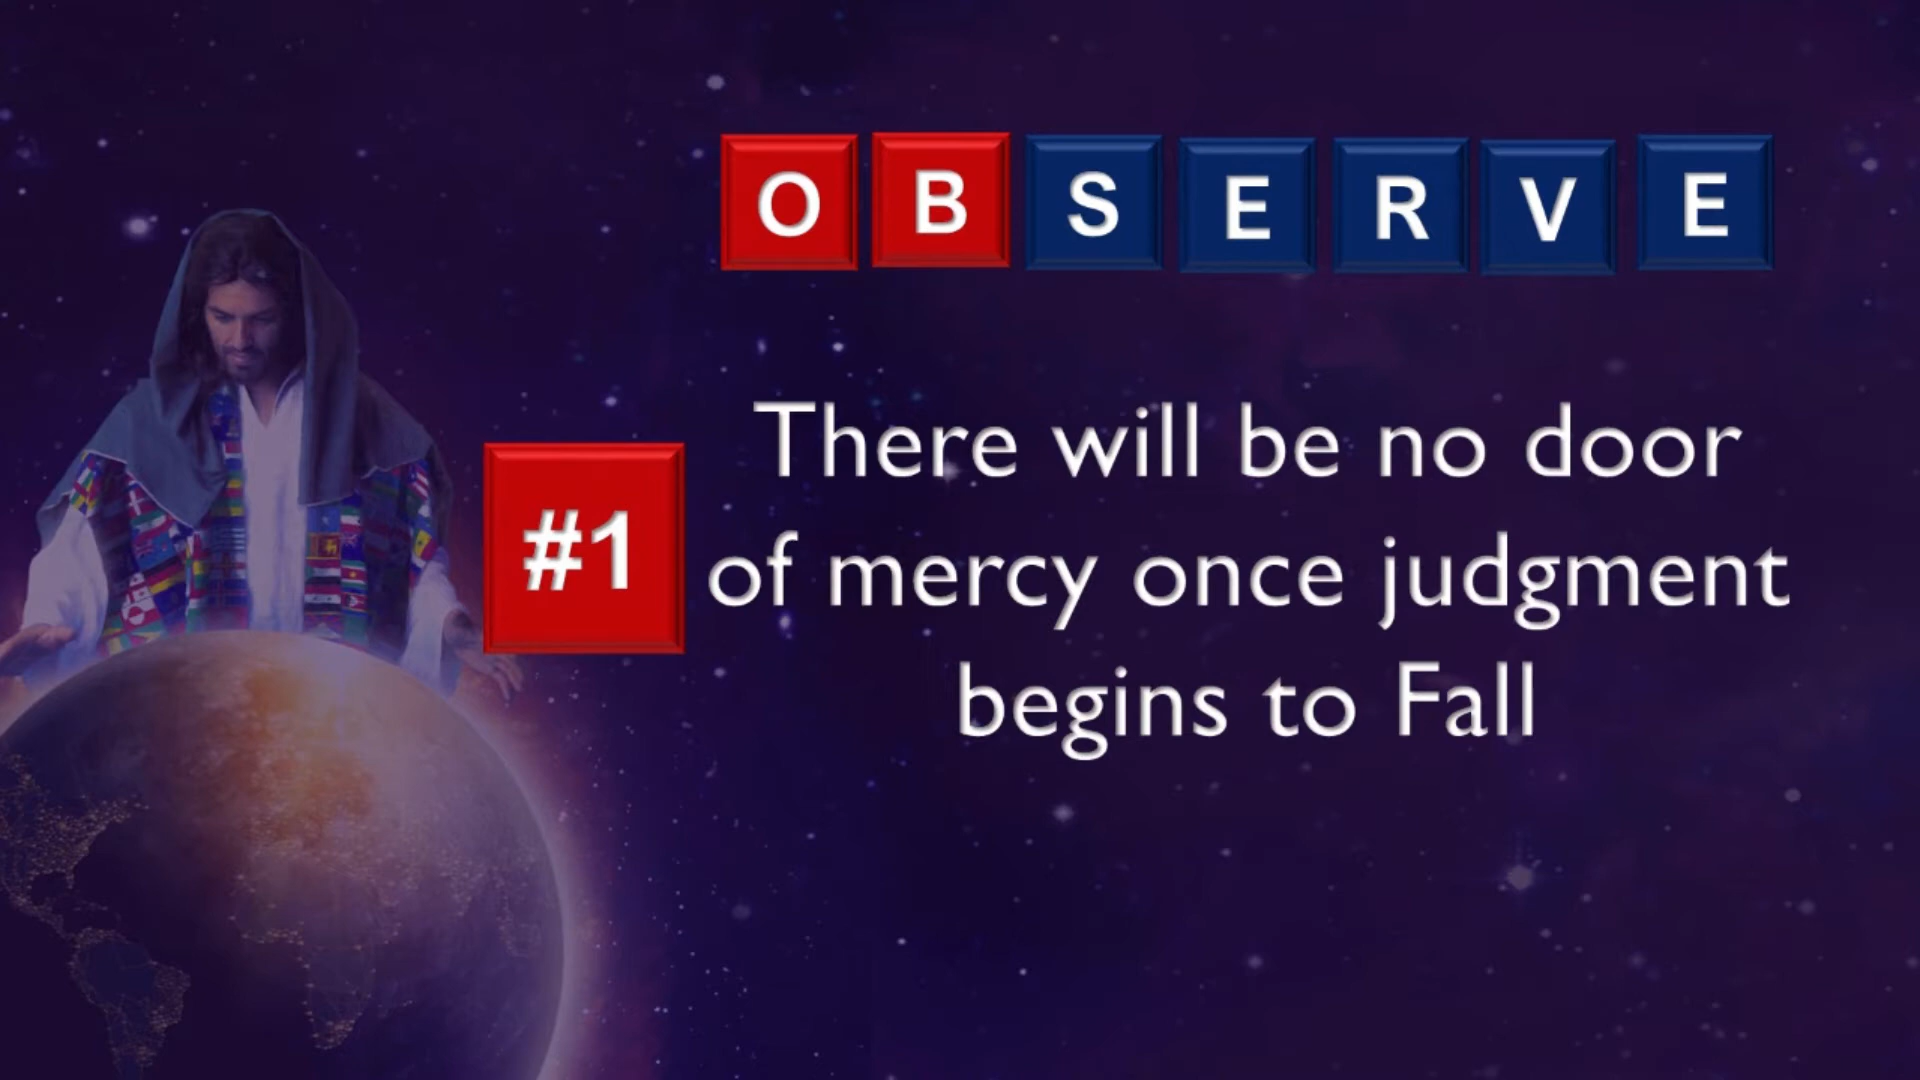 OBSERVE
#1
There will be no door
of mercy once judgment
begins to Fall